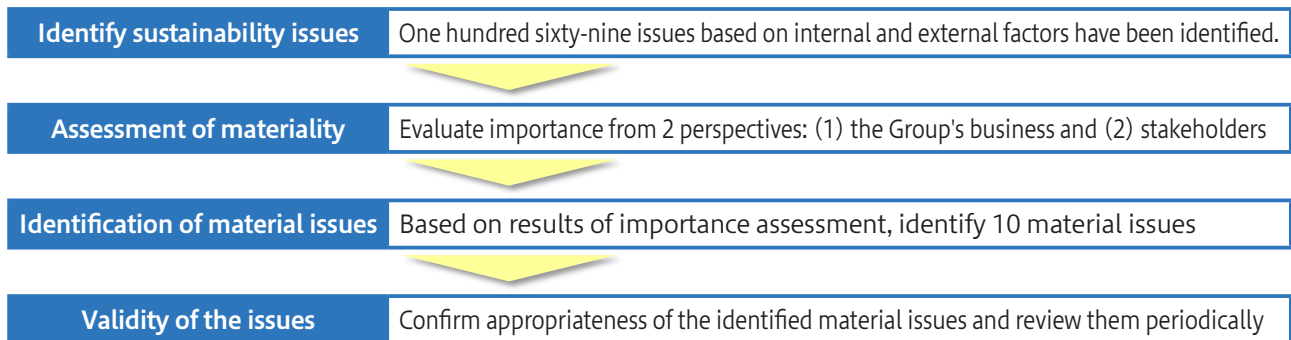 Identify sustainability issues
One hundred sixty-nine issues based on internal and external factors have been identified.
Assessment of materiality
Evaluate importance from 2 perspectives: (1) the Group's business and (2) stakeholders
Identification of material issues
Based on results of importance assessment, identify 10 material issues
Validity of the issues
Confirm appropriateness of the identified material issues and review them periodically